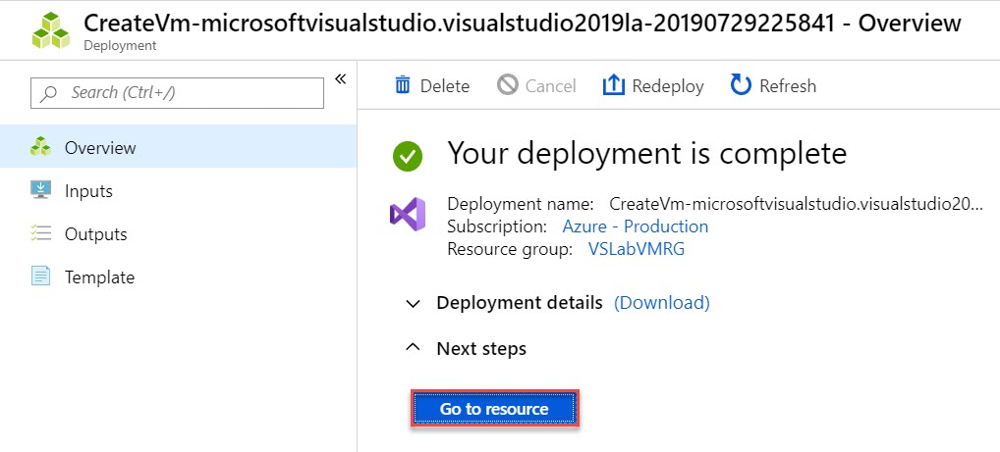 CreateVm-microsoftvisualstudio.visualstudio2019la-20190729225841 - Overview
Deployment
Search (Ctrl+/)
«
Delete
Cancel
Redeploy
Refresh
Overview
Inputs
Outputs
Template
Your deployment is complete
Deployment name: CreateVm-microsoftvisualstudio.visualstudio20...
Subscription: Azure - Production
Resource group: VSLabVMRG
Deployment details (Download)
Next steps
Go to resource